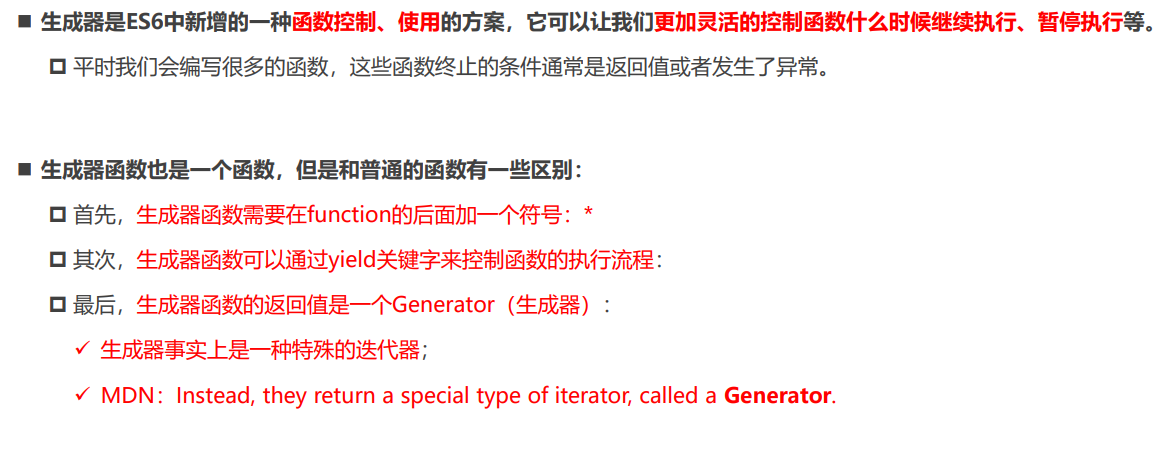 ■ 生成器是ES6中新增的一种函数控制、使用的方案，它可以让我们更加灵活的控制函数什么时候继续执行、暂停执行等。
平时我们会编写很多的函数，这些函数终止的条件通常是返回值或者发生了异常。
■ 生成器函数也是一个函数，但是和普通的函数有一些区别：
首先，生成器函数需要在function的后面加一个符号：*
其次，生成器函数可以通过yield关键字来控制函数的执行流程：
最后，生成器函数的返回值是一个Generator（生成器）：
✓ 生成器事实上是一种特殊的迭代器；
✓ MDN：Instead, they return a special type of iterator, called a Generator.